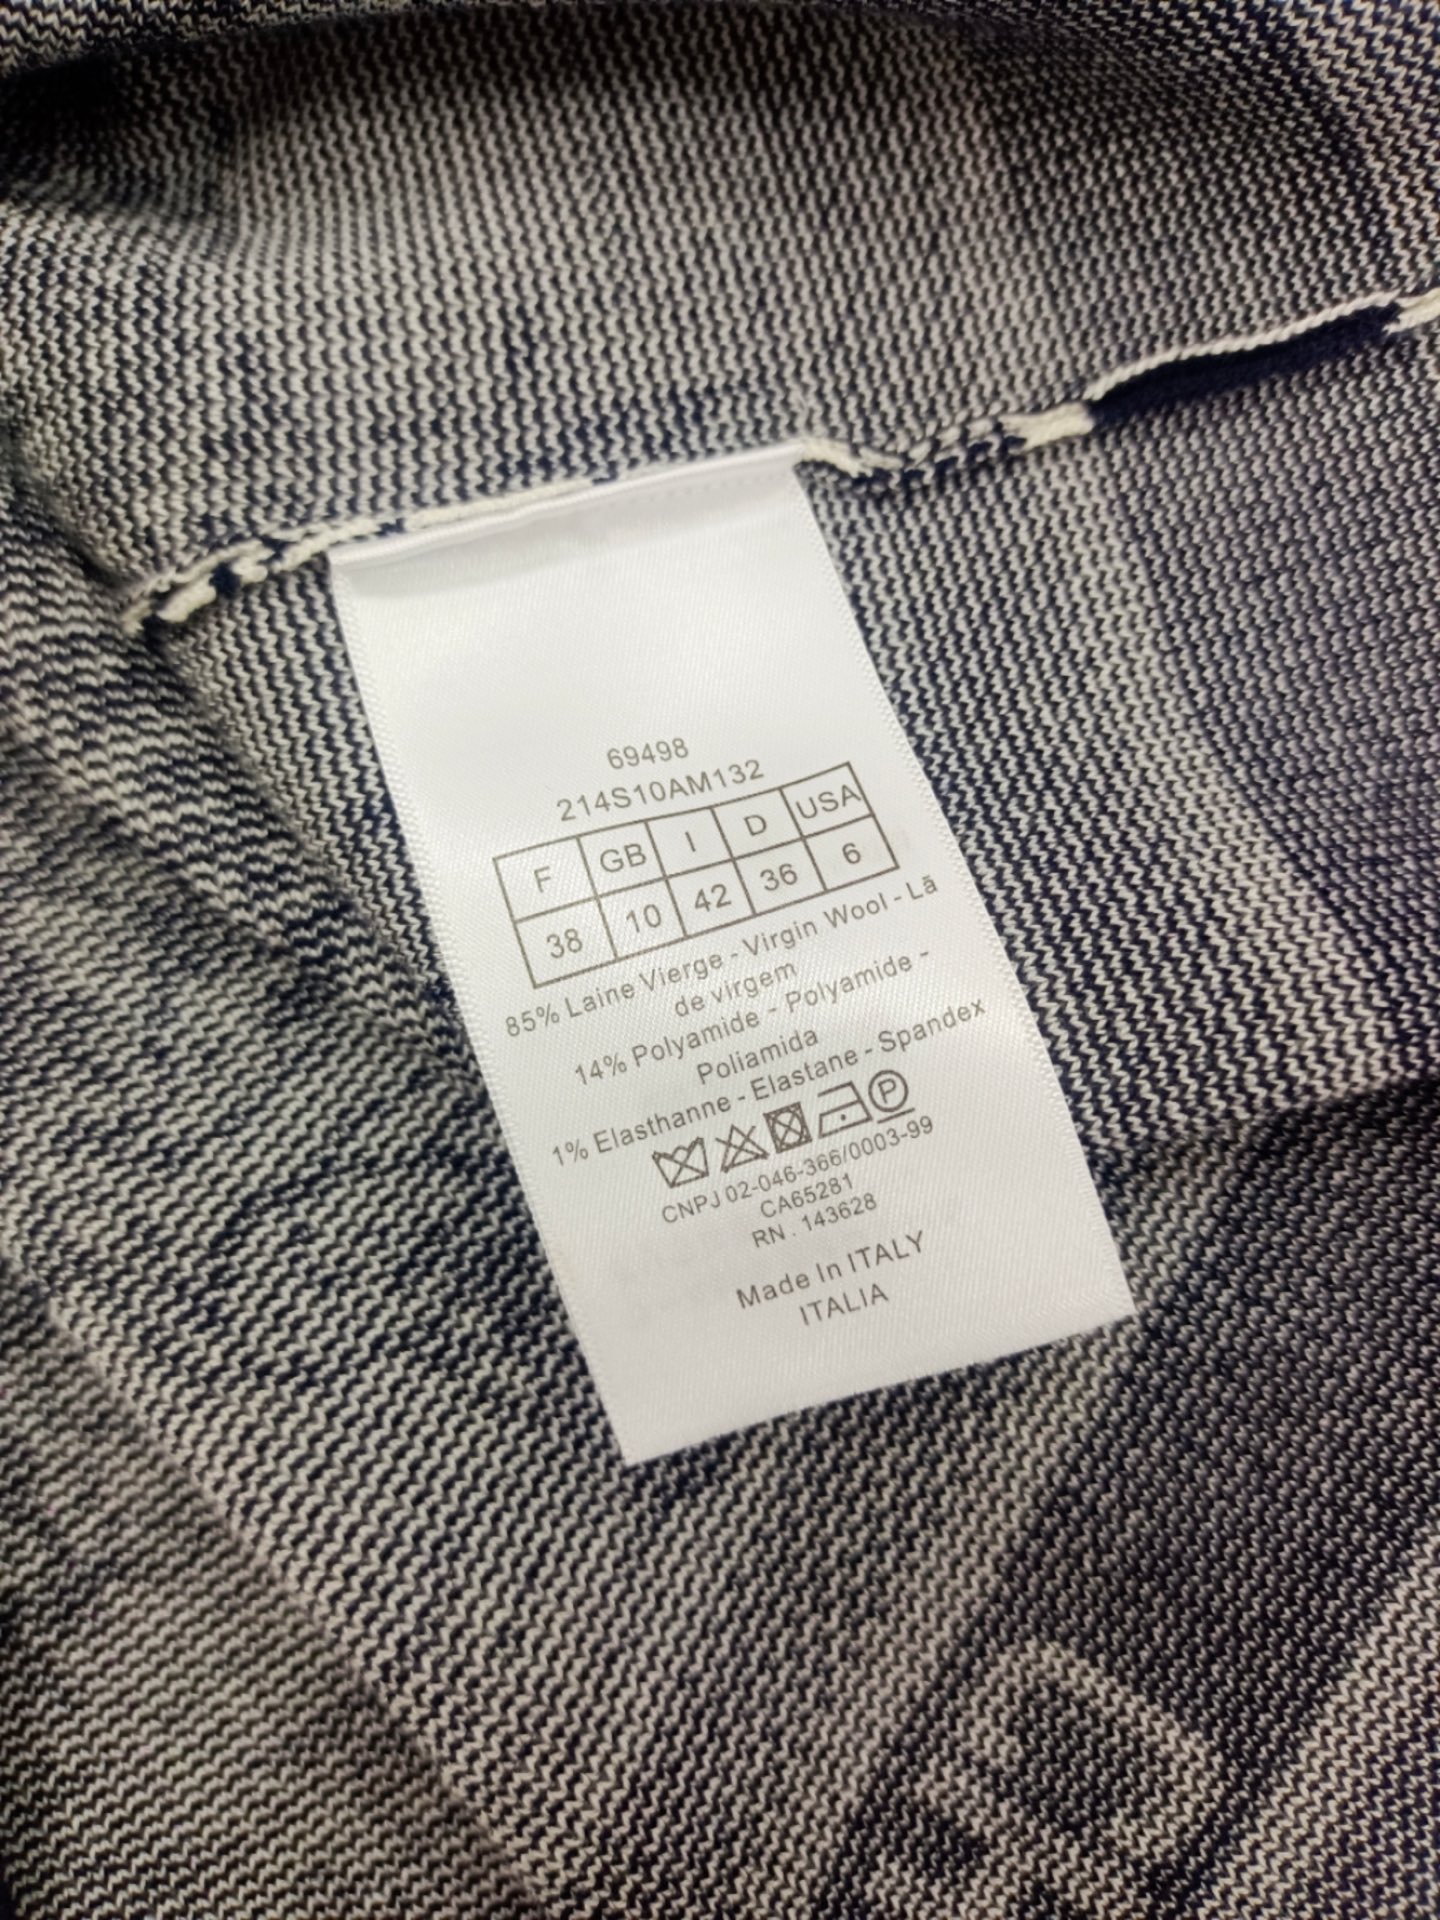 69498
214S10AM132
F GB I D USA
38 10 42 36 6
85% Laine Vierge - Virgin Wool - Lã
de virgem
14% Polyamide - Polyamide -
Poliamida
1% Elasthanne - Elastane - Spandex
P
CNPJ 02-046-366/0003-99
CA65281
RN. 143628
Made In ITALY
ITALIA